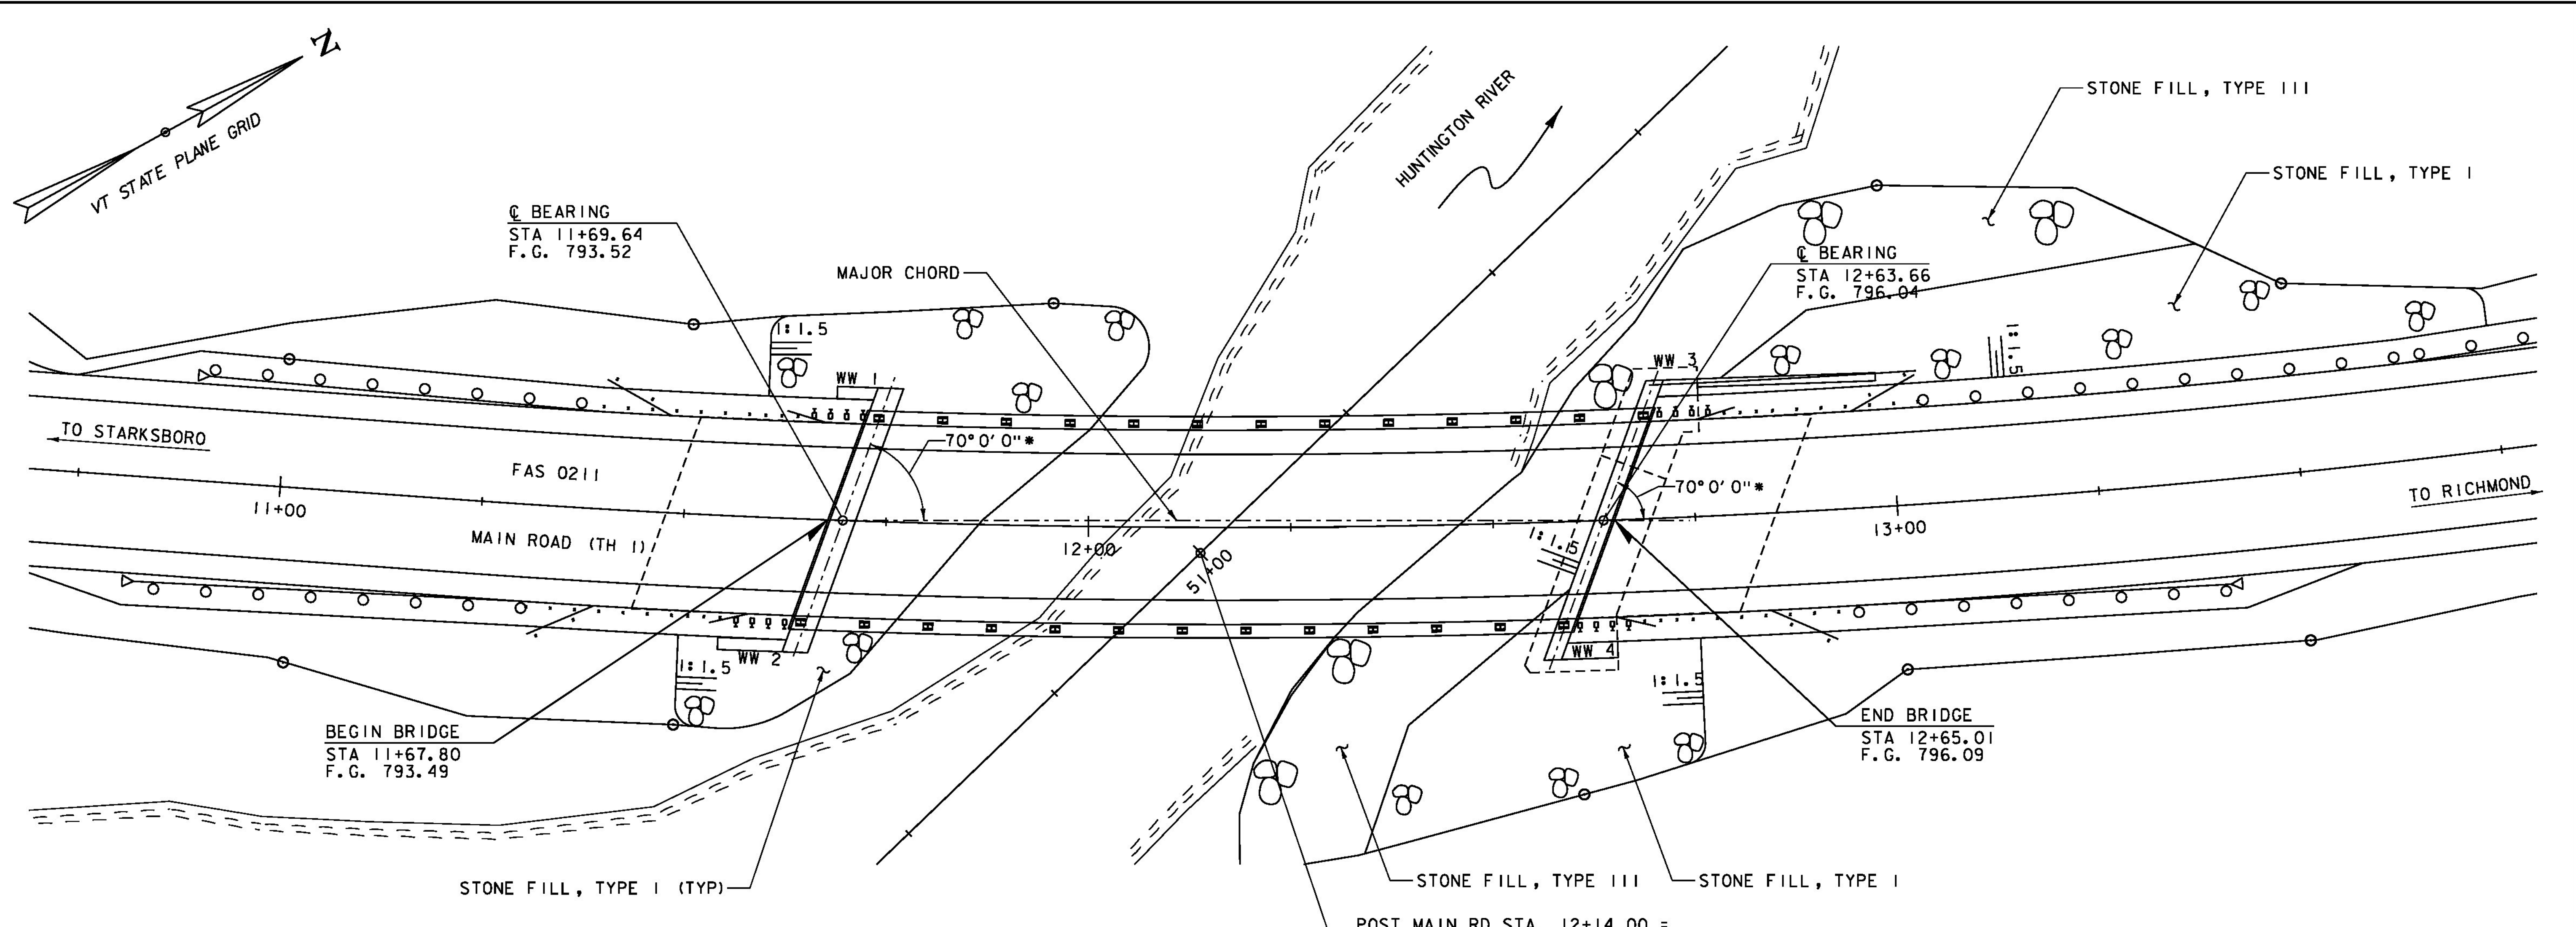 N
VT STATE PLANE GRID
℄ BEARING
STA 11+69.64
F.G. 793.52
MAJOR CHORD
HUNTINGTON RIVER
STONE FILL, TYPE III
STONE FILL, TYPE I
℄ BEARING
STA 12+63.66
F.G. 796.04
1:1.5
WW 1
WW 3
1:1.5
TO STARKSBORO
70°0'0"*
FAS 0211
70°0'0"*
TO RICHMOND
11+00
MAIN ROAD (TH 1)
12+00
51+00
1:1.5
13+00
WW 2
1:1.5
WW 4
1:1.5
BEGIN BRIDGE
STA 11+67.80
F.G. 793.49
END BRIDGE
STA 12+65.01
F.G. 796.09
STONE FILL, TYPE I (TYP)
STONE FILL, TYPE III
STONE FILL, TYPE I
POST MAIN RD STA. 12+14.00 =